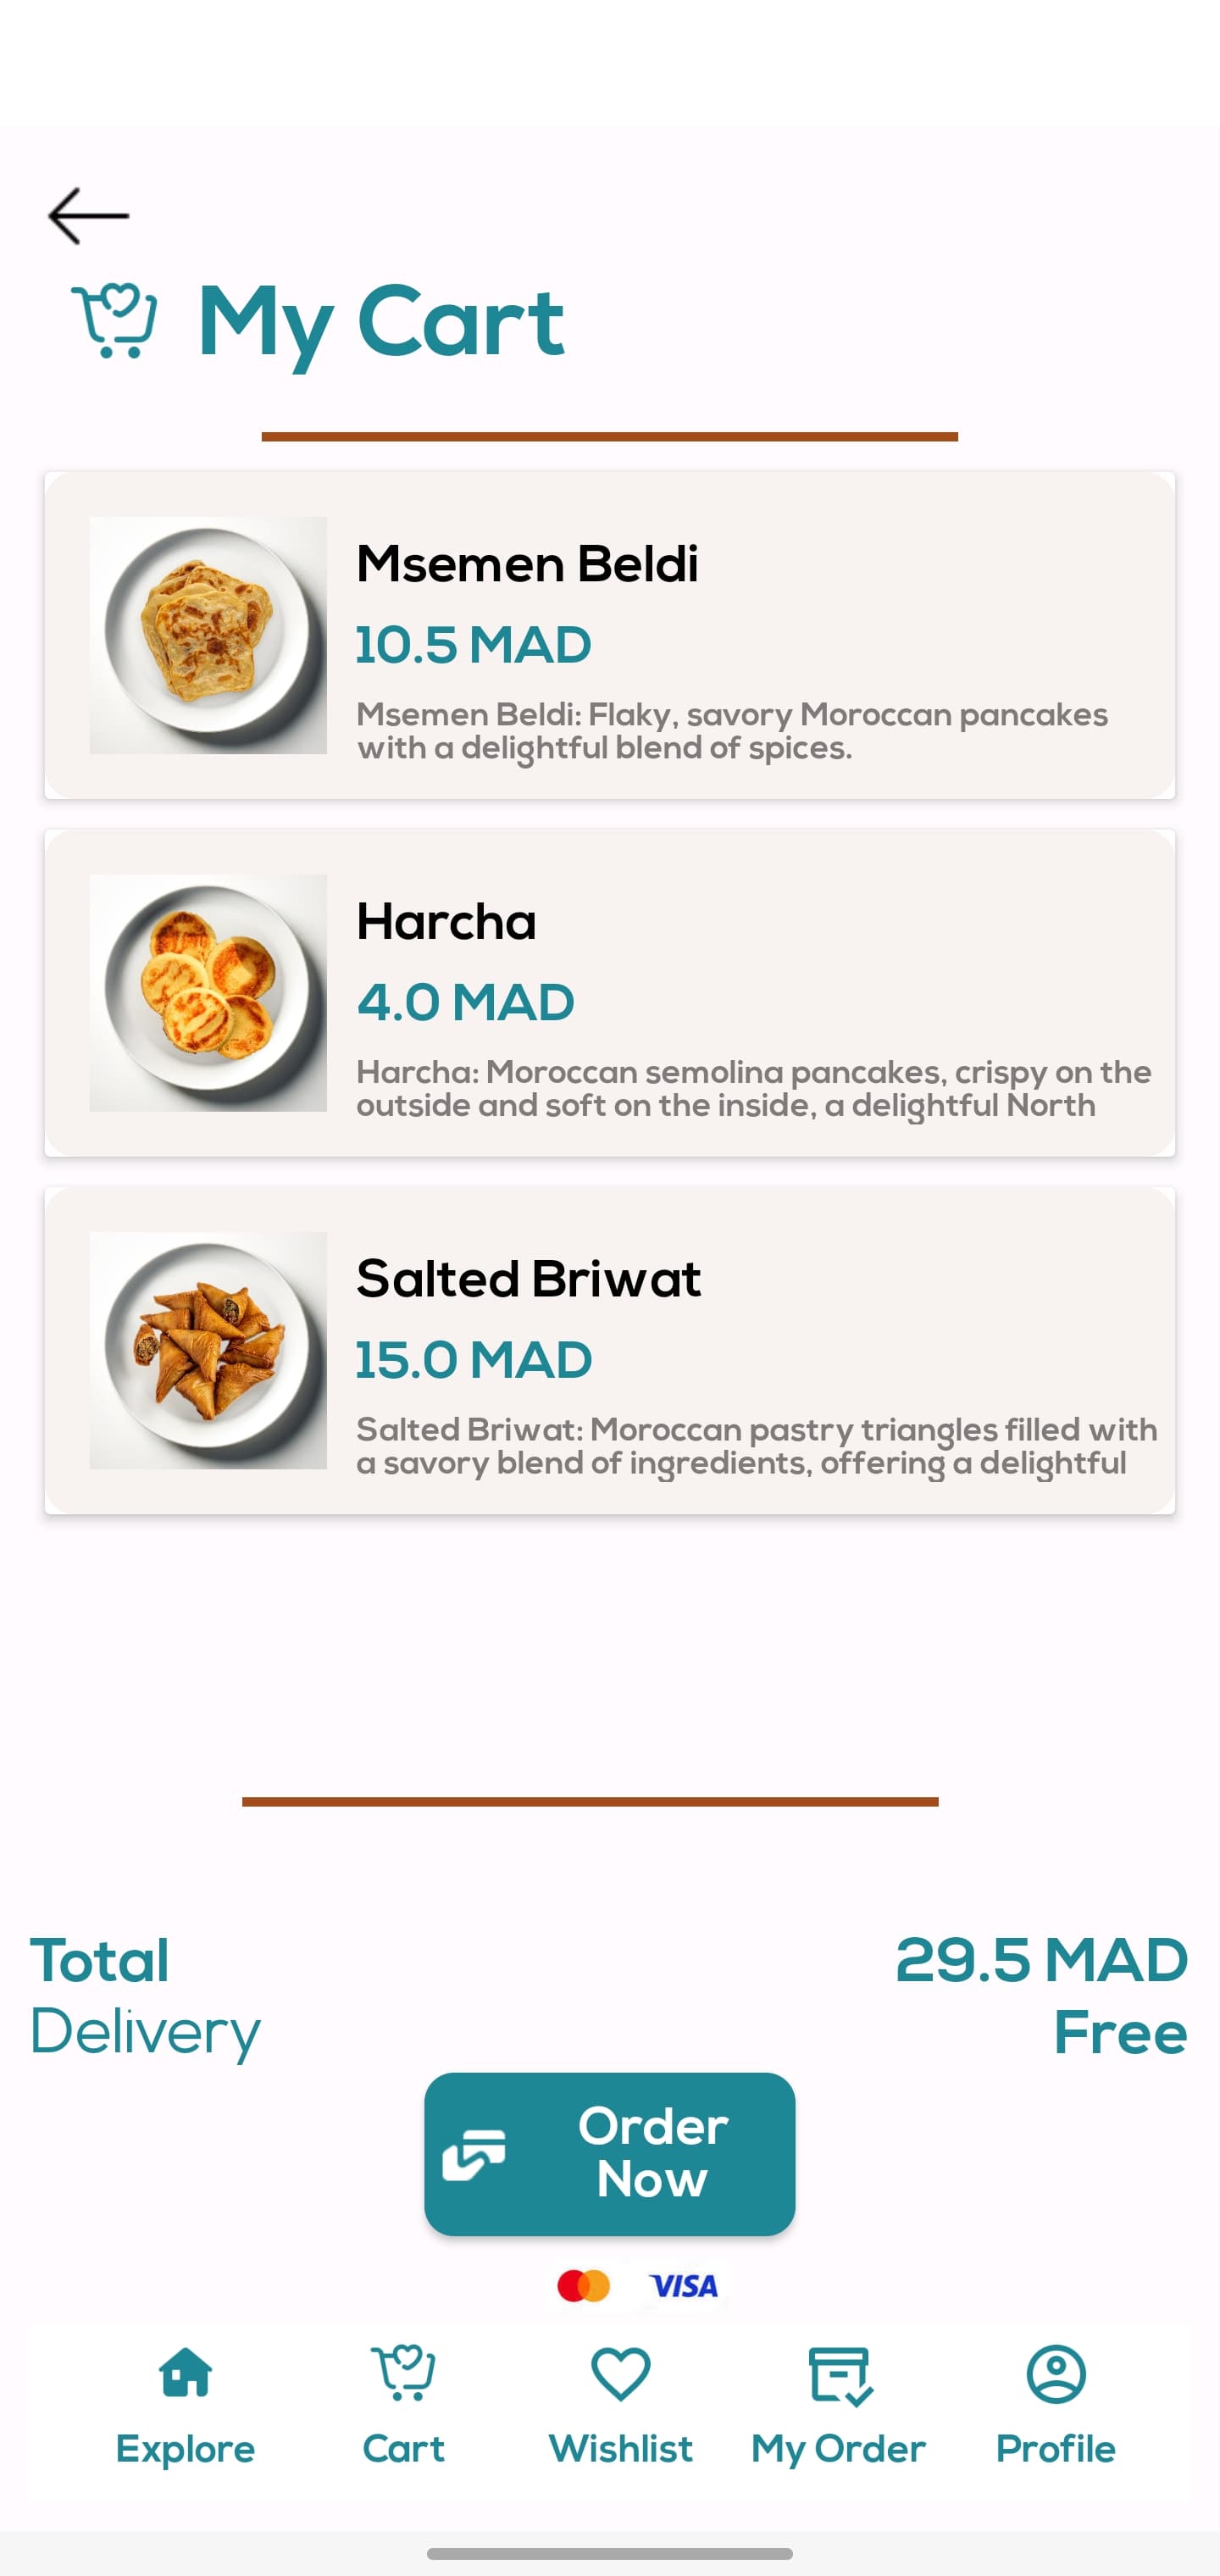 My Cart
Msemen Beldi
10.5 MAD
Msemen Beldi: Flaky, savory Moroccan pancakes
with a delightful blend of spices.
Harcha
4.0 MAD
Harcha: Moroccan semolina pancakes, crispy on the
outside and soft on the inside, a delightful North
Salted Briwat
15.0 MAD
Salted Briwat: Moroccan pastry triangles filled with
a savory blend of ingredients, offering a delightful
Total 29.5 MAD
Delivery Free
Order
Now
VISA
Explore Cart Wishlist My Order Profile